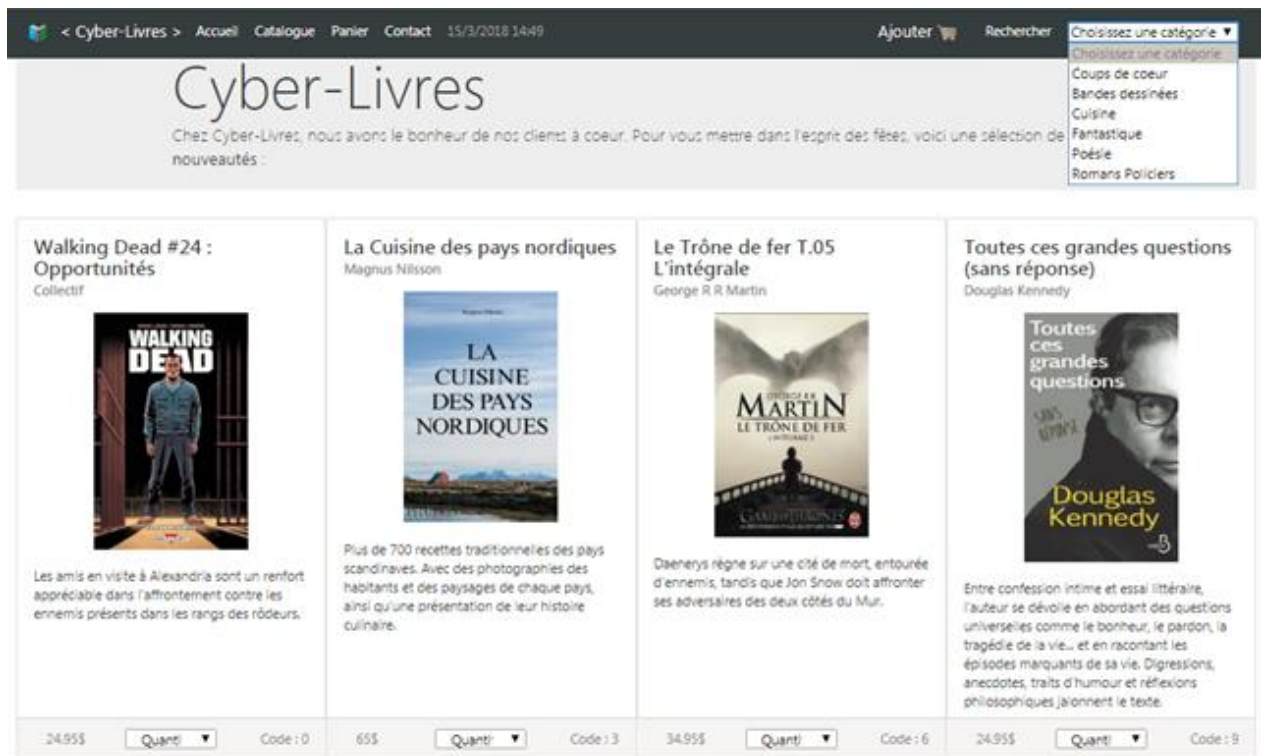 < Cyber-Livres > Accueil Catalogue Panier Contact 15/3/2018 14:49 Ajouter Rechercher Choisissez une catégorie
Choisissez une catégorie
Coups de coeur
Bandes dessinées
Cuisine
Fantastique
Poésie
Romans Policiers
Cyber-Livres
Chez Cyber-Livres, nous avons le bonheur de nos clients à coeur. Pour vous mettre dans l'esprit des fêtes, voici une sélection de
nouveautés :
Walking Dead #24 :
Opportunités
Collectif
WALKING
DEAD
Les amis en visite à Alexandria sont un renfort
appréciable dans l'affrontement contre les
ennemis présents dans les rangs des rôdeurs.
24.95$ Quanti Code : 0
La Cuisine des pays nordiques
Magnus Nilsson
LA
CUISINE
DES PAYS
NORDIQUES
Plus de 700 recettes traditionnelles des pays
scandinaves. Avec des photographies des
habitants et des paysages de chaque pays,
ainsi qu'une présentation de leur histoire
culinaire.
65$ Quanti Code : 3
Le Trône de fer T.05
L'intégrale
George R R Martin
GEORGE R.R.
MARTIN
LE TRÔNE DE FER
GAME OF THRONES
Daenerys règne sur une cité de mort, entourée
d'ennemis, tandis que Jon Snow doit affronter
ses adversaires des deux côtés du Mur.
34.95$ Quanti Code : 6
Toutes ces grandes questions
(sans réponse)
Douglas Kennedy
Toutes
ces
grandes
questions
SANS
RÉPONSE
Douglas
Kennedy
Entre confession intime et essai littéraire,
l'auteur se dévoile en abordant des questions
universelles comme le bonheur, le pardon, la
tragédie de la vie... et en racontant les
épisodes marquants de sa vie. Digressions,
anecdotes, traits d'humour et réflexions
philosophiques jalonnent le texte.
24.95$ Quanti Code : 9